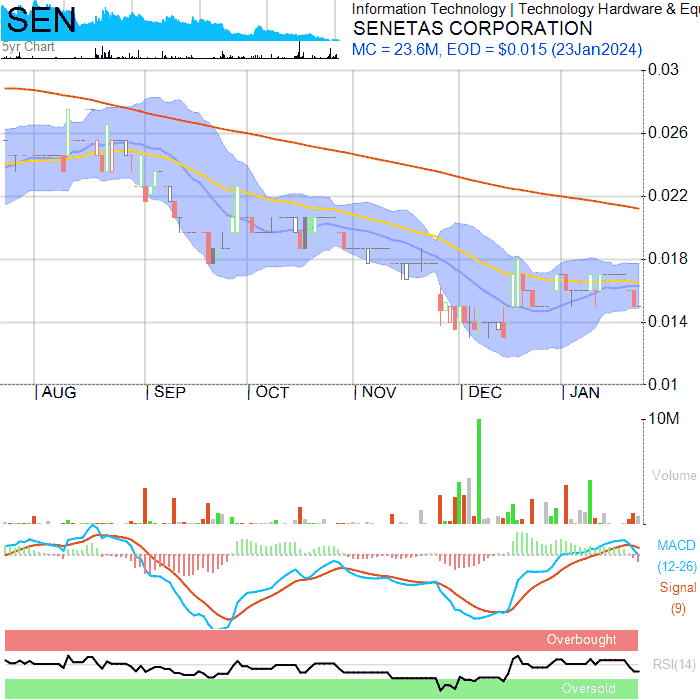 SEN
5yr Chart
Information Technology | Technology Hardware & Equ
SENETAS CORPORATION
MC = 23.6M, EOD = $0.015 (23Jan2024)
0.03
0.026
0.022
0.018
0.014
0.01
AUG SEP OCT NOV DEC JAN
10M
Volume
MACD
(12-26)
Signal
(9)
Overbought
RSI(14)
Oversold